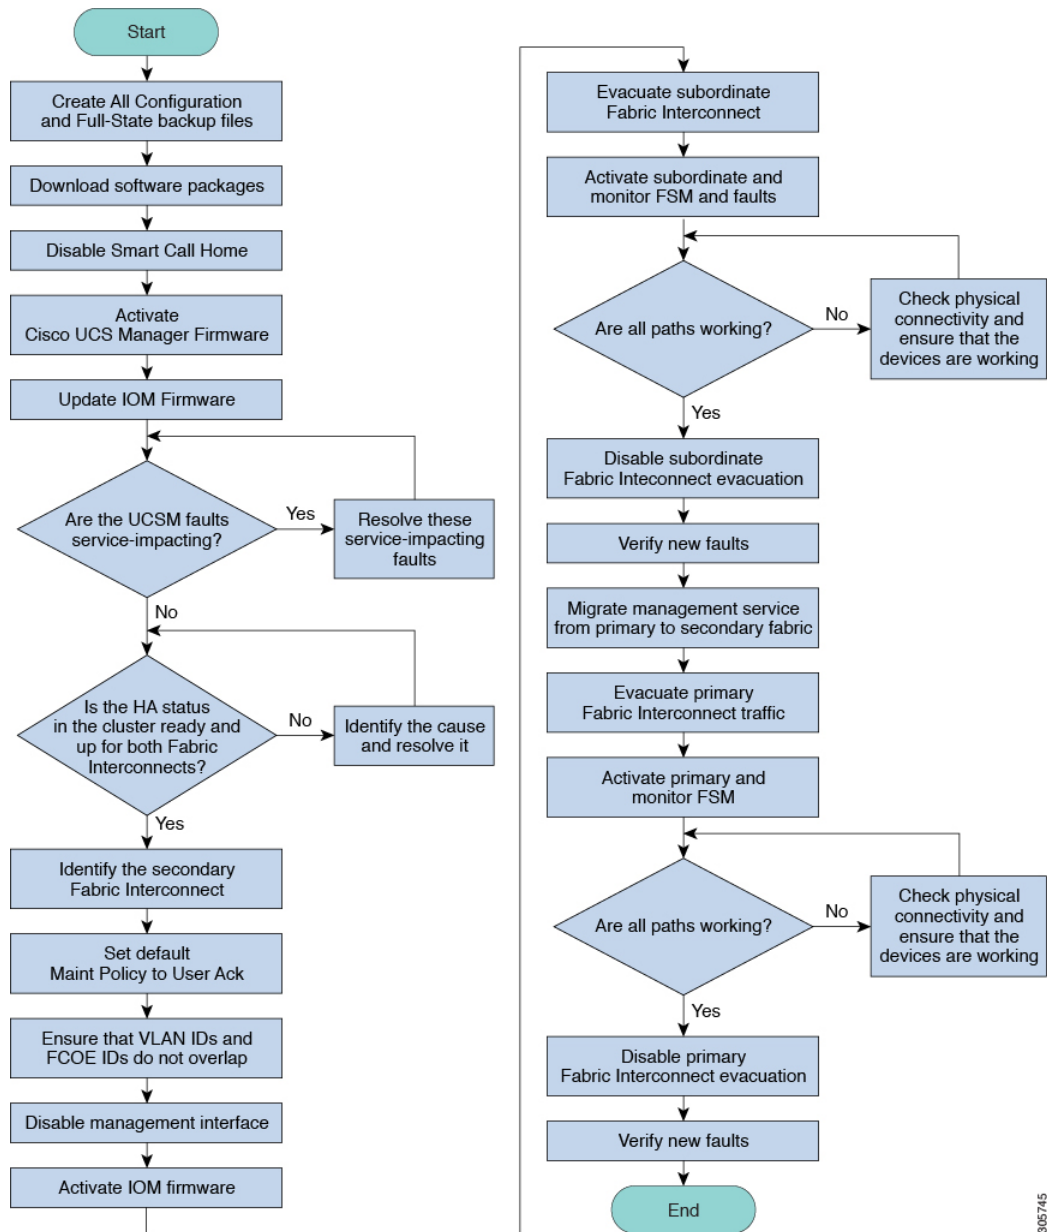 Start
Create All Configuration
and Full-State backup files
Download software packages
Disable Smart Call Home
Activate
Cisco UCS Manager Firmware
Update IOM Firmware
Are the UCSM faults
service-impacting?
Yes
Resolve these
service-impacting
faults
No
Is the HA status
in the cluster ready and
up for both Fabric
Interconnects?
No
Identify the cause
and resolve it
Yes
Identify the secondary
Fabric Interconnect
Set default
Maint Policy to User Ack
Ensure that VLAN IDs and
FCOE IDs do not overlap
Disable management interface
Activate IOM firmware
Evacuate subordinate
Fabric Interconnect
Activate subordinate and
monitor FSM and faults
Are all paths working?
No
Check physical
connectivity and
ensure that the
devices are working
Yes
Disable subordinate
Fabric Inteconnect evacuation
Verify new faults
Migrate management service
from primary to secondary fabric
Evacuate primary
Fabric Interconnect traffic
Activate primary and
monitor FSM
Are all paths working?
No
Check physical
connectivity and
ensure that the
devices are working
Yes
Disable primary
Fabric Interconnect evacuation
Verify new faults
End
305745